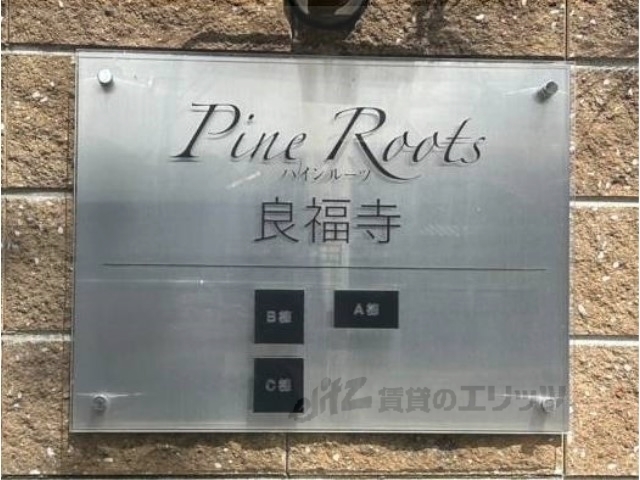 Pine Roots
パインルーツ
良福寺
B棟
A棟
C棟
elitz 賃貸のエリッツ